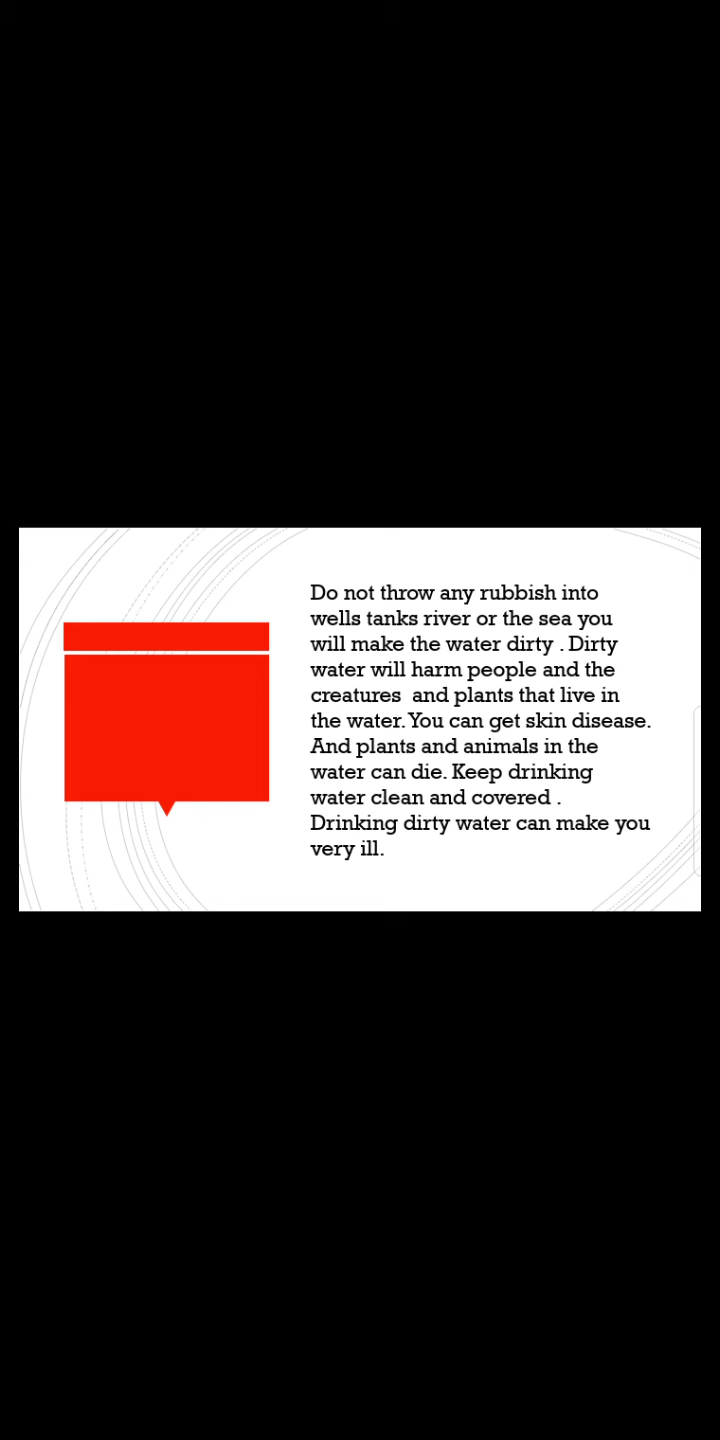 Do not throw any rubbish into
wells tanks river or the sea you
will make the water dirty . Dirty
water will harm people and the
creatures  and plants that live in
the water. You can get skin disease.
And plants and animals in the
water can die. Keep drinking
water clean and covered .
Drinking dirty water can make you
very ill.